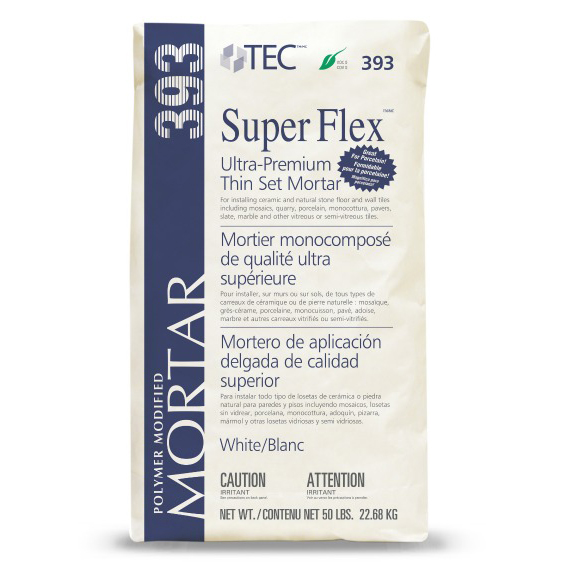 TEC
393
393
Super Flex
Ultra-Premium
Thin Set Mortar
Great
For Porcelain!
Formidable
pour la porcelaine!
For installing ceramic and natural stone floor and wall tiles
including mosaics, quarry, porcelain, monocottura, pavers,
slate, marble and other vitreous or semi-vitreous tiles.
Mortier monocomposé
de qualité ultra
supérieure
Pour installer, sur murs ou sur sols, de tous types de
carreaux de céramique ou de pierre naturelle : mosaïque,
grès-cérame, porcelaine, monocuisson, pavé, adoise,
marbre et autres carreaux vitrifiés ou semi-vitrifiés.
Mortero de aplicación
delgada de calidad
superior
Para instalar todo tipo de losetas de cerámica o piedra
natural para paredes y pisos incluyendo mosaicos, losetas
sin vidrear, porcelana, monocottura, adoquín, pizarra,
mármol y otras losetas vidriosas y semi vidriosas.
White/Blanc
POLYMER MODIFIED
MORTAR
CAUTION
IRRITANT
ATTENTION
IRRITANT
NET WT./CONTENU NET 50 LBS. 22.68 KG